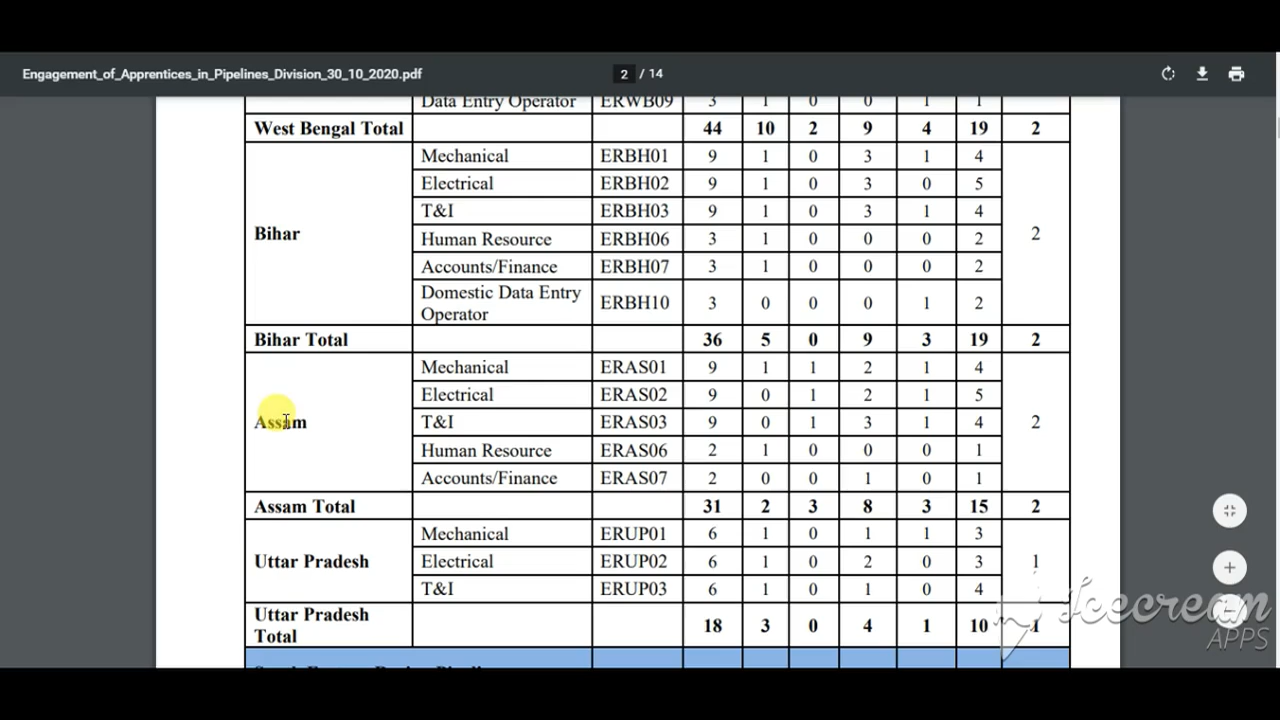 Engagement_of_Apprentices_in_Pipelines_Division_30_10_2020.pdf 2 / 14
Data Entry Operator ERWB09 3 1 0 0 1 1
West Bengal Total 44 10 2 9 4 19 2
Mechanical ERBH01 9 1 0 3 1 4
Electrical ERBH02 9 1 0 3 0 5
T&I ERBH03 9 1 0 3 1 4
Bihar 2
Human Resource ERBH06 3 1 0 0 0 2
Accounts/Finance ERBH07 3 1 0 0 0 2
Domestic Data Entry
Operator ERBH10 3 0 0 0 1 2
Bihar Total 36 5 0 9 3 19 2
Mechanical ERAS01 9 1 1 2 1 4
Electrical ERAS02 9 0 1 2 1 5
Assam T&I ERAS03 9 0 1 3 1 4 2
Human Resource ERAS06 2 1 0 0 0 1
Accounts/Finance ERAS07 2 0 0 1 0 1
Assam Total 31 2 3 8 3 15 2
Mechanical ERUP01 6 1 0 1 1 3
Uttar Pradesh Electrical ERUP02 6 1 0 2 0 3 1
T&I ERUP03 6 1 0 1 0 4
Uttar Pradesh
Total 18 3 0 4 1 10 1
Icecream
APPS